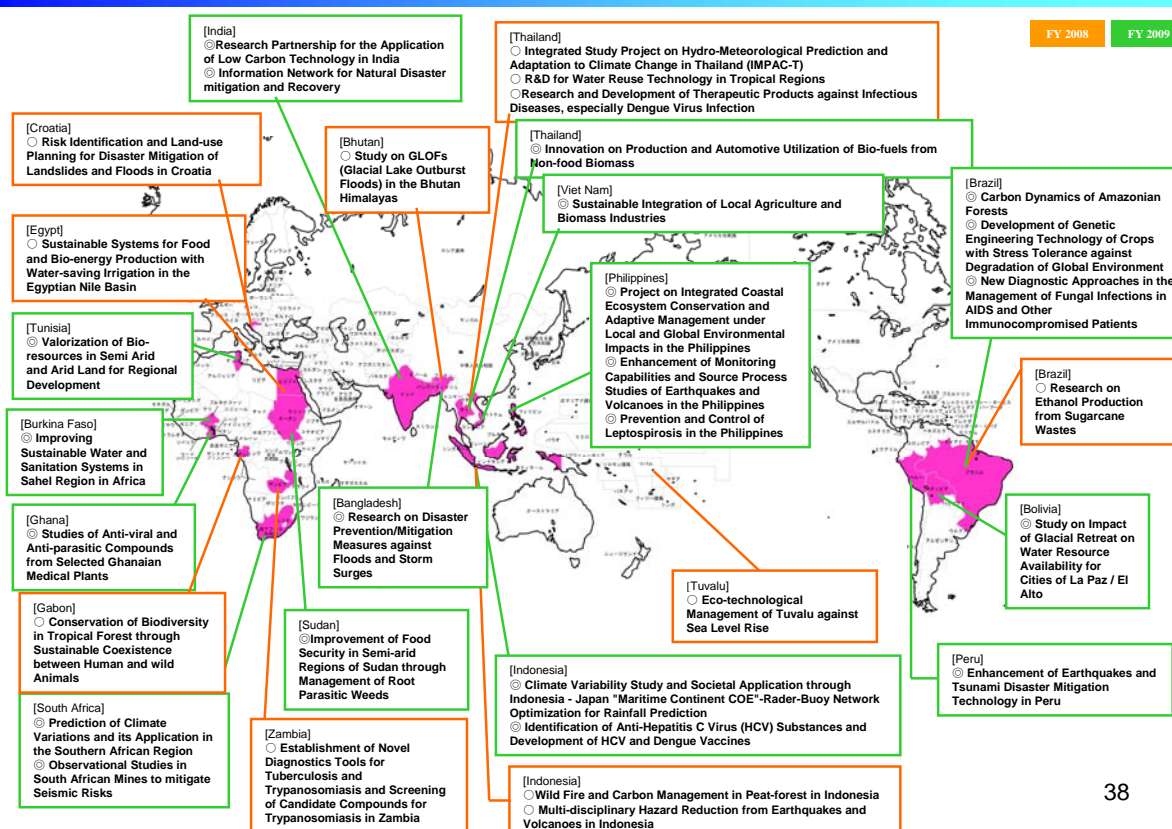 FY 2008
FY 2009
[India]
◎Research Partnership for the Application
of Low Carbon Technology in India
◎ Information Network for Natural Disaster
mitigation and Recovery
[Thailand]
○ Integrated Study Project on Hydro-Meteorological Prediction and
Adaptation to Climate Change in Thailand (IMPAC-T)
○ R&D for Water Reuse Technology in Tropical Regions
○Research and Development of Therapeutic Products against Infectious
Diseases, especially Dengue Virus Infection
[Croatia]
○ Risk Identification and Land-use
Planning for Disaster Mitigation of
Landslides and Floods in Croatia
[Bhutan]
○ Study on GLOFs
(Glacial Lake Outburst
Floods) in the Bhutan
Himalayas
[Thailand]
◎ Innovation on Production and Automotive Utilization of Bio-fuels from
Non-food Biomass
[Viet Nam]
◎ Sustainable Integration of Local Agriculture and
Biomass Industries
[Brazil]
◎ Carbon Dynamics of Amazonian
Forests
◎ Development of Genetic
Engineering Technology of Crops
with Stress Tolerance against
Degradation of Global Environment
◎ New Diagnostic Approaches in the
Management of Fungal Infections in
AIDS and Other
Immunocompromised Patients
[Egypt]
○ Sustainable Systems for Food
and Bio-energy Production with
Water-saving Irrigation in the
Egyptian Nile Basin
[Philippines]
◎ Project on Integrated Coastal
Ecosystem Conservation and
Adaptive Management under
Local and Global Environmental
Impacts in the Philippines
◎ Enhancement of Monitoring
Capabilities and Source Process
Studies of Earthquakes and
Volcanoes in the Philippines
◎ Prevention and Control of
Leptospirosis in the Philippines
[Tunisia]
◎ Valorization of Bio-
resources in Semi Arid
and Arid Land for Regional
Development
[Brazil]
○ Research on
Ethanol Production
from Sugarcane
Wastes
[Burkina Faso]
◎ Improving
Sustainable Water and
Sanitation Systems in
Sahel Region in Africa
[Bangladesh]
◎ Research on Disaster
Prevention/Mitigation
Measures against
Floods and Storm
Surges
[Bolivia]
◎ Study on Impact
of Glacial Retreat on
Water Resource
Availability for
Cities of La Paz / El
Alto
[Ghana]
◎ Studies of Anti-viral and
Anti-parasitic Compounds
from Selected Ghanaian
Medical Plants
[Tuvalu]
○ Eco-technological
Management of Tuvalu against
Sea Level Rise
[Gabon]
○ Conservation of Biodiversity
in Tropical Forest through
Sustainable Coexistence
between Human and wild
Animals
[Sudan]
◎Improvement of Food
Security in Semi-arid
Regions of Sudan through
Management of Root
Parasitic Weeds
[Indonesia]
◎ Climate Variability Study and Societal Application through
Indonesia - Japan "Maritime Continent COE"-Rader-Buoy Network
Optimization for Rainfall Prediction
◎ Identification of Anti-Hepatitis C Virus (HCV) Substances and
Development of HCV and Dengue Vaccines
[Peru]
◎ Enhancement of Earthquakes and
Tsunami Disaster Mitigation
Technology in Peru
[South Africa]
◎ Prediction of Climate
Variations and its Application in
the Southern African Region
◎ Observational Studies in
South African Mines to mitigate
Seismic Risks
[Zambia]
○ Establishment of Novel
Diagnostics Tools for
Tuberculosis and
Trypanosomiasis and Screening
of Candidate Compounds for
Trypanosomiasis in Zambia
[Indonesia]
○Wild Fire and Carbon Management in Peat-forest in Indonesia
○ Multi-disciplinary Hazard Reduction from Earthquakes and
Volcanoes in Indonesia
38